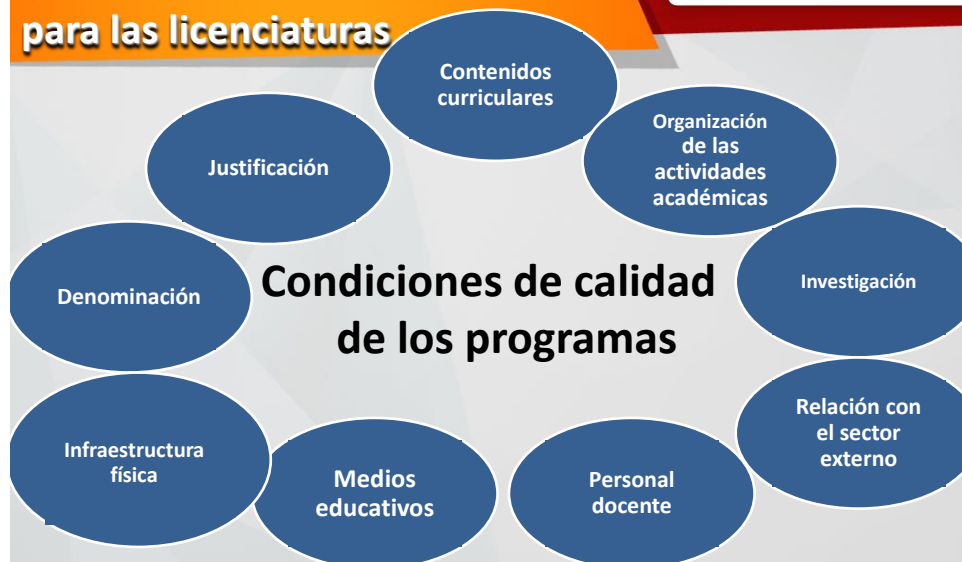 para las licenciaturas
Contenidos
curriculares
Organización
de las
actividades
académicas
Justificación
Condiciones de calidad
de los programas
Investigación
Denominación
Relación con
el sector
externo
Infraestructura
física
Medios
educativos
Personal
docente